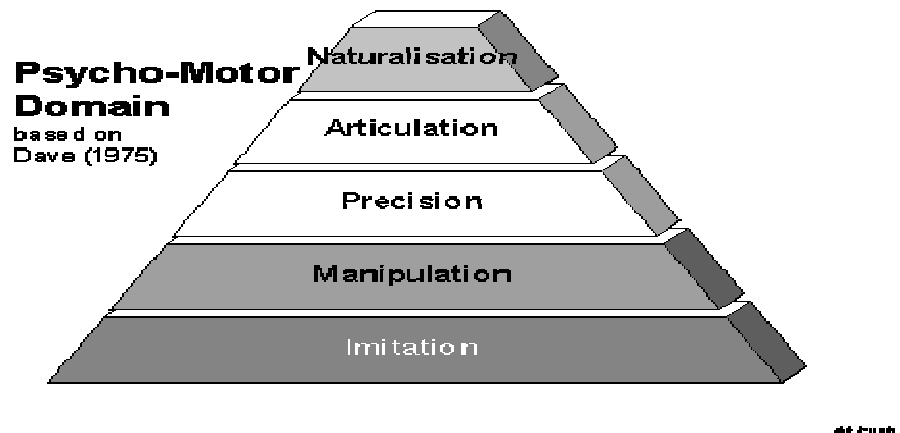 Psycho-Motor
Domain
based on
Dave (1975)
Naturalisation
Articulation
Precision
Manipulation
Imitation